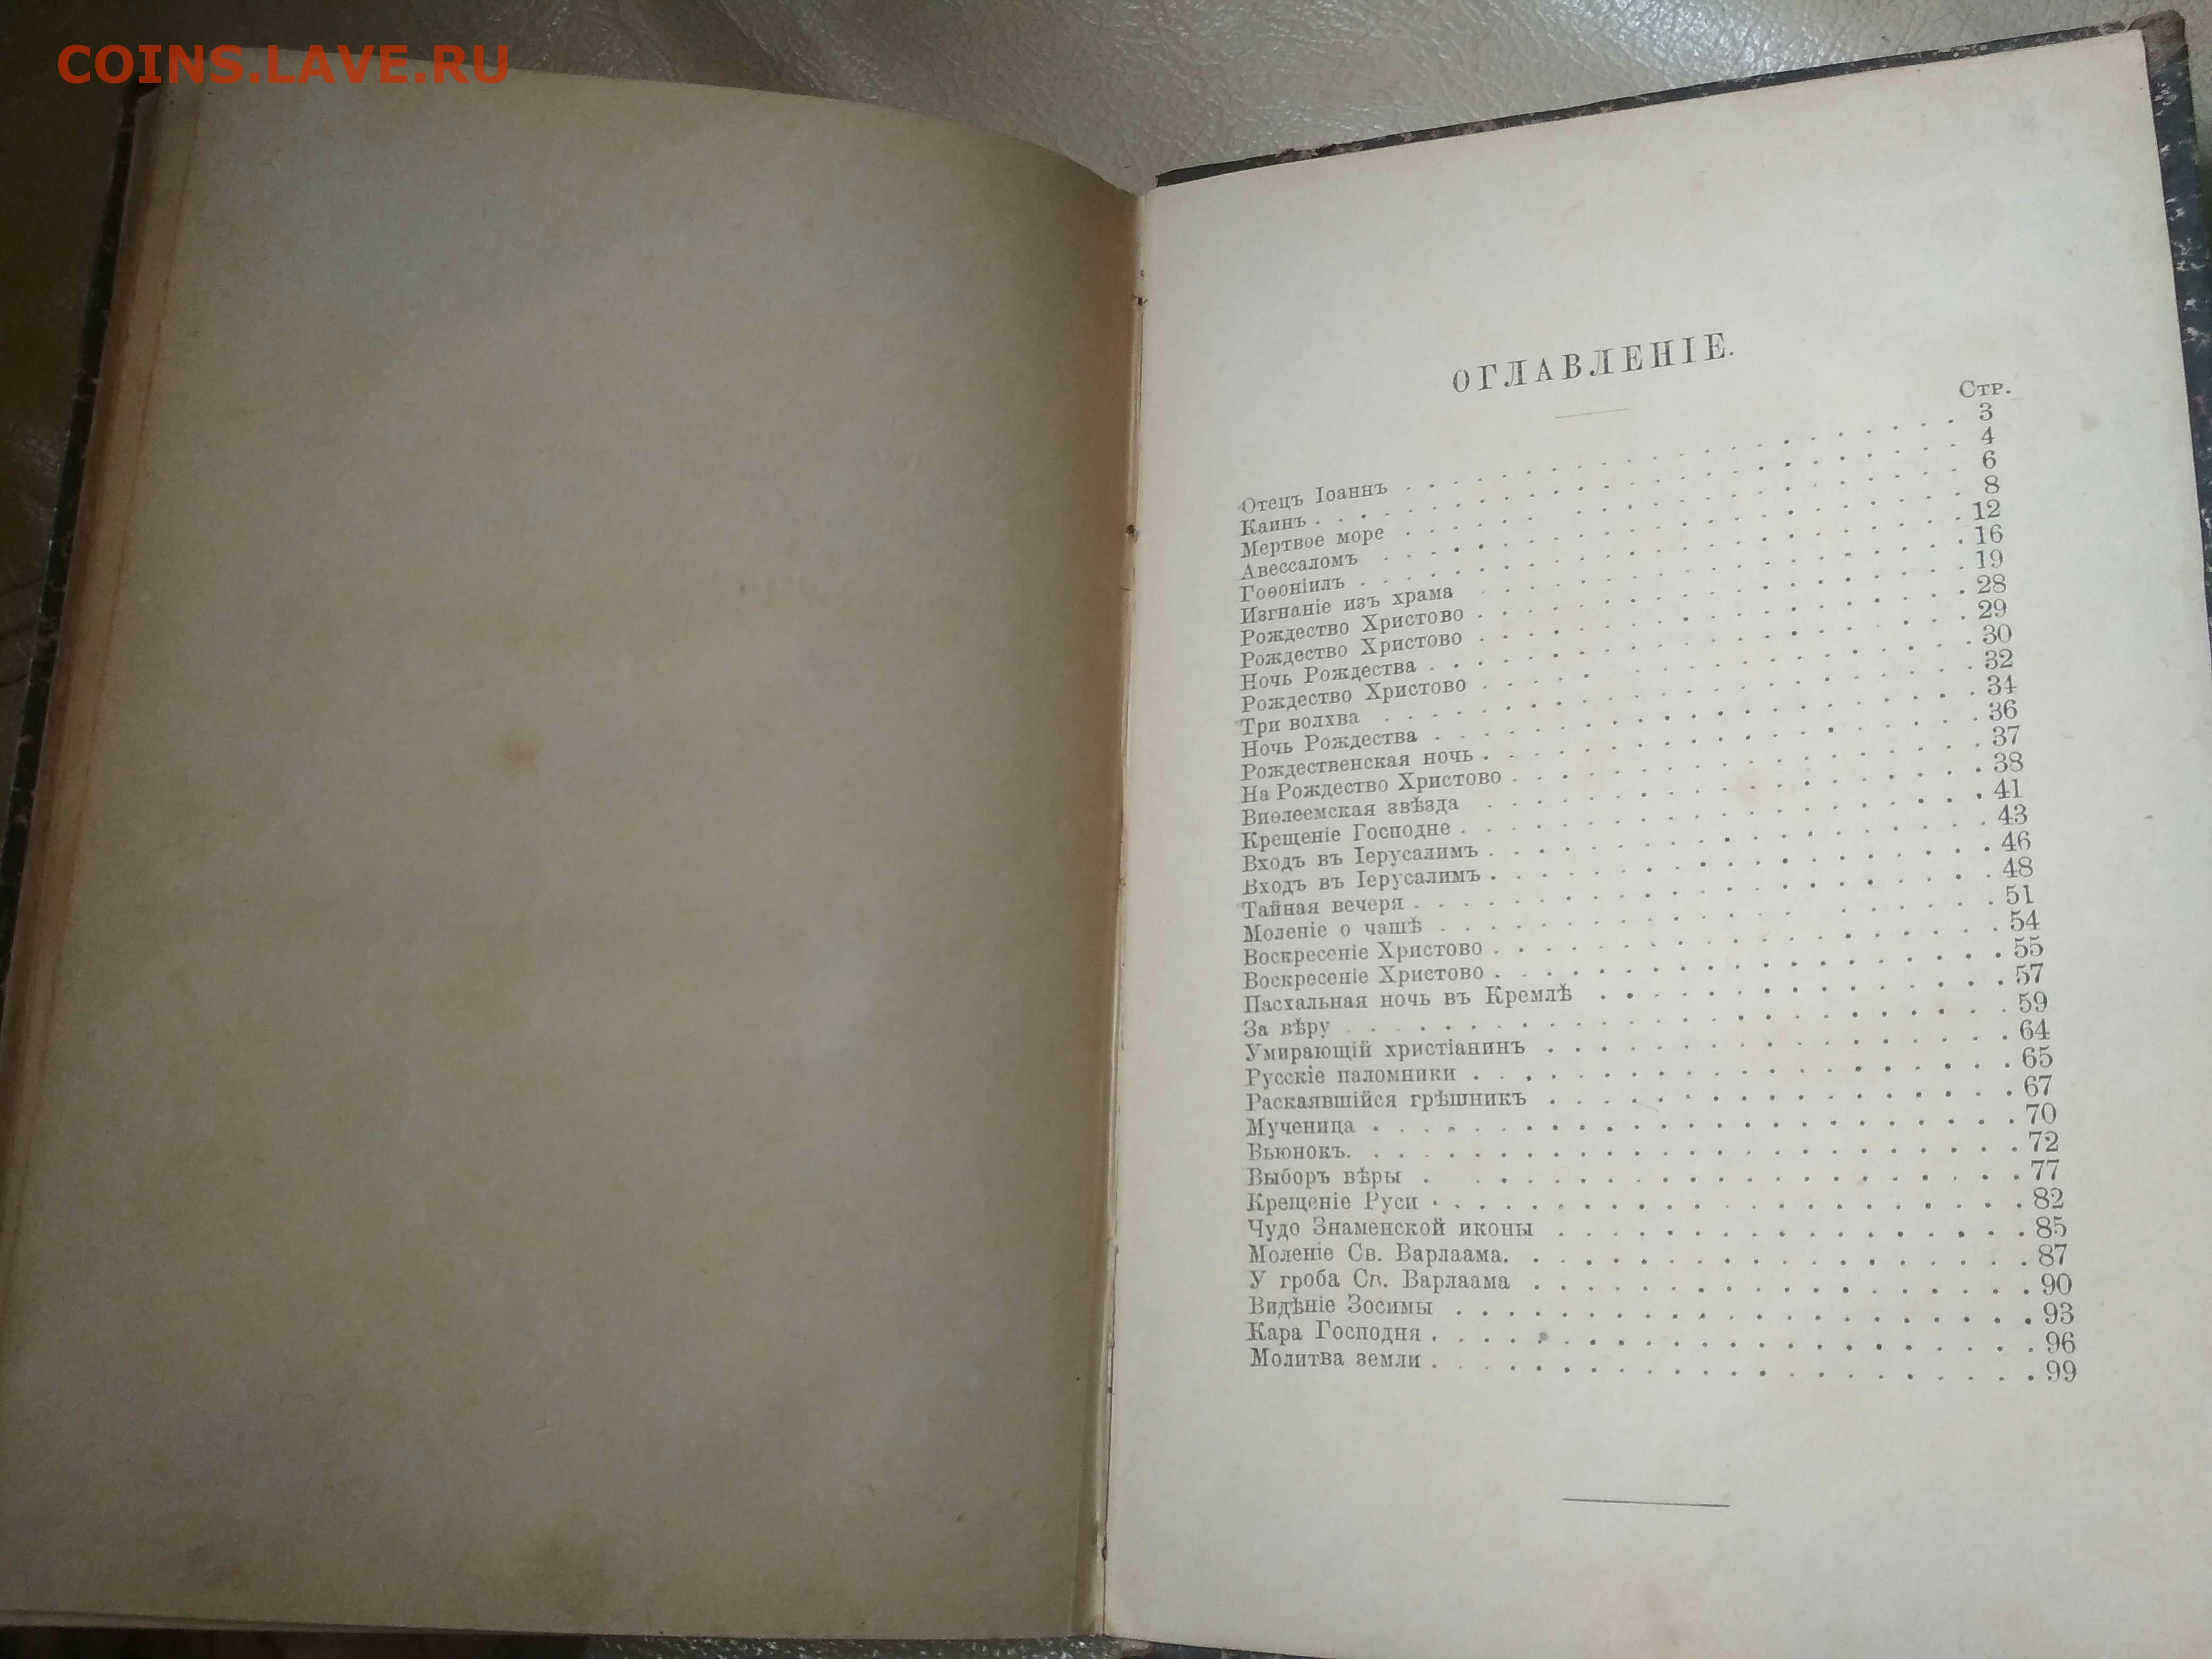 COINS.LAVE.RU
ОГЛАВЛЕНІЕ.
Стр.
Отецъ Іоаннъ . . . . . 3
Каинъ . . . . . 4
Мертвое море . . . . . 6
Авессаломъ . . . . . 8
Гоѳоніилъ . . . . . 12
Изгнаніе изъ храма . . . . . 16
Рождество Христово . . . . . 19
Рождество Христово . . . . . 28
Ночь Рождества . . . . . 29
Рождество Христово . . . . . 30
Три волхва . . . . . 32
Ночь Рождества . . . . . 34
Рождественская ночь . . . . . 36
На Рождество Христово . . . . . 37
Виѳлеемская звѣзда . . . . . 38
Крещеніе Господне . . . . . 41
Входъ въ Іерусалимъ . . . . . 43
Входъ въ Іерусалимъ . . . . . 46
Тайная вечеря . . . . . 48
Моленіе о чашѣ . . . . . 51
Воскресеніе Христово . . . . . 54
Воскресеніе Христово . . . . . 55
Пасхальная ночь въ Кремлѣ . . . . . 57
За вѣру . . . . . 59
Умирающій христіанинъ . . . . . 64
Русскіе паломники . . . . . 65
Раскаявшійся грѣшникъ . . . . . 67
Мученица . . . . . 70
Вьюнокъ. . . . . . 72
Выборъ вѣры . . . . . 77
Крещеніе Руси . . . . . 82
Чудо Знаменской иконы . . . . . 85
Моленіе Св. Варлаама. . . . . . 87
У гроба Св. Варлаама . . . . . 90
Видѣніе Зосимы . . . . . 93
Кара Господня . . . . . 96
Молитва земли . . . . . 99